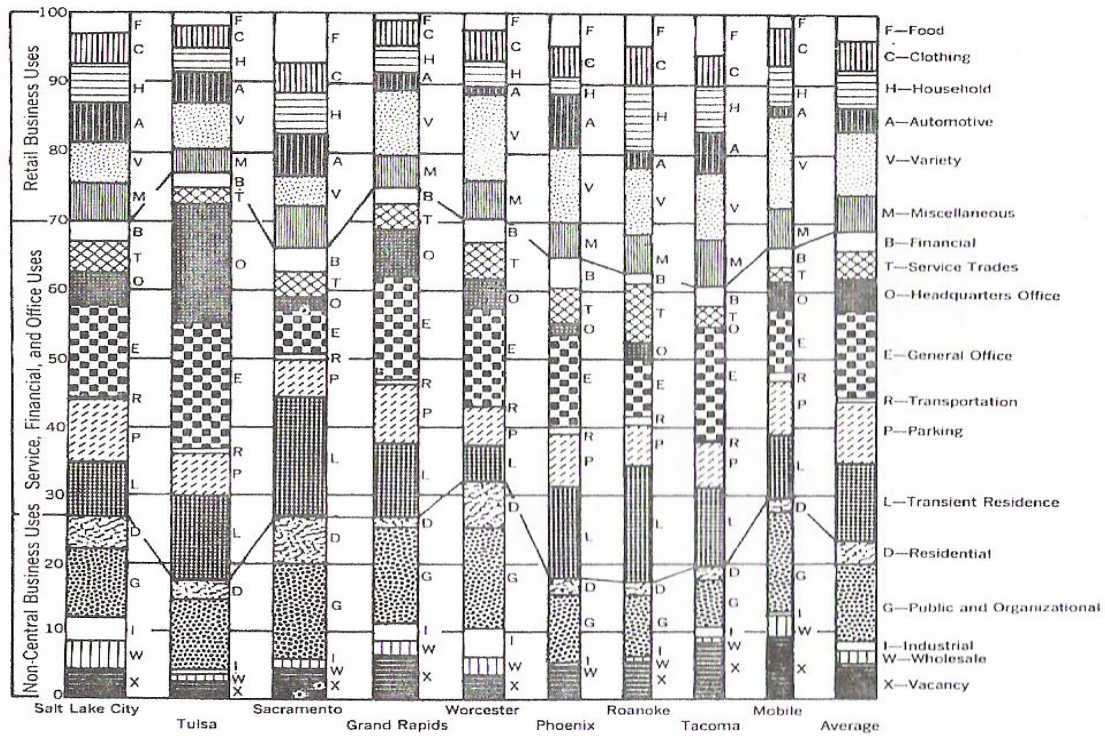 Retail Business Uses
Service, Financial, and Office Uses
Non-Central Business Uses
100
90
80
70
60
50
40
30
20
10
0
F
C
H
A
V
M
B
T
O
E
R
P
L
D
G
I
W
X
F
C
H
A
V
M
B
T
O
E
R
P
L
D
G
I
W
X
F
C
H
A
V
B
T
O
E
R
P
L
D
G
I
W
X
F
C
H
A
V
M
B
T
O
E
R
P
L
D
G
I
W
X
F
C
H
A
V
M
B
T
O
E
P
L
D
G
I
W
X
F
C
H
A
V
M
B
T
O
E
R
P
L
D
G
I
W
F
C
H
A
V
M
B
T
O
E
R
P
L
D
G
I
W
X
F
C
H
A
V
M
B
T
O
E
R
P
L
D
G
I
W
X
F
C
H
A
V
M
B
T
O
E
R
P
L
D
G
I
W
X
F—Food
C—Clothing
H—Household
A—Automotive
V—Variety
M—Miscellaneous
B—Financial
T—Service Trades
O—Headquarters Office
E—General Office
R—Transportation
P—Parking
L—Transient Residence
D—Residential
G—Public and Organizational
I—Industrial
W—Wholesale
X—Vacancy
Salt Lake City
Tulsa
Sacramento
Grand Rapids
Worcester
Phoenix
Roanoke
Tacoma
Mobile
Average